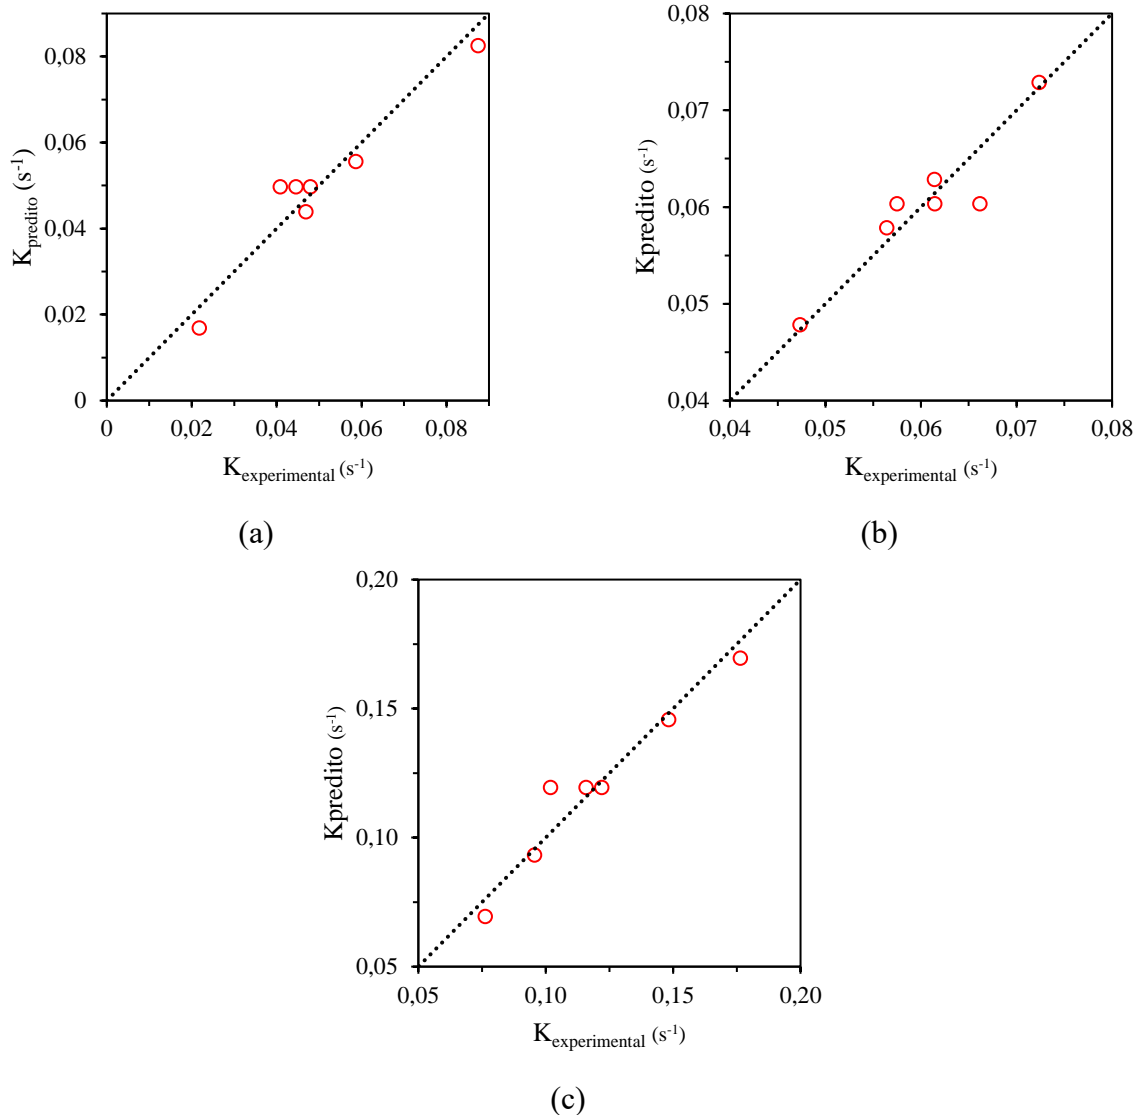 0,08
0,06
0,04
0,02
0
K_predito (s⁻¹)
0 0,02 0,04 0,06 0,08
K_experimental (s⁻¹)
(a)
0,08
0,07
0,06
0,05
0,04
Kpredito (s⁻¹)
0,04 0,05 0,06 0,07 0,08
K_experimental (s⁻¹)
(b)
0,20
0,15
0,10
0,05
Kpredito (s⁻¹)
0,05 0,10 0,15 0,20
K_experimental (s⁻¹)
(c)